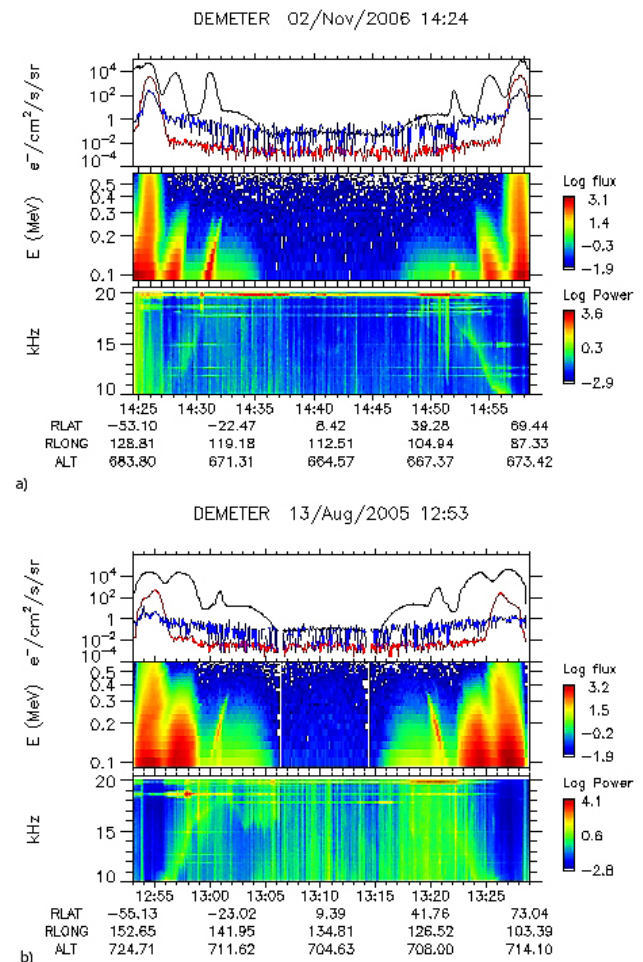 DEMETER 02/Nov/2006 14:24
e⁻/cm²/s/sr
10⁴
10²
1
10⁻²
10⁻⁴
E (MeV)
0.5
0.4
0.3
0.2
0.1
Log flux
3.1
1.4
−0.3
−1.9
kHz
20
15
10
Log Power
3.6
0.3
−2.9
14:25 14:30 14:35 14:40 14:45 14:50 14:55
RLAT −53.10 −22.47 8.42 39.28 69.44
RLONG 128.81 119.18 112.51 104.94 87.33
ALT 683.80 671.31 664.57 667.37 673.42
a)
DEMETER 13/Aug/2005 12:53
e⁻/cm²/s/sr
10⁴
10²
1
10⁻²
10⁻⁴
E (MeV)
0.5
0.4
0.3
0.2
0.1
Log flux
3.2
1.5
−0.2
−1.9
kHz
20
15
10
Log Power
4.1
0.6
−2.8
12:55 13:00 13:05 13:10 13:15 13:20 13:25
RLAT −55.13 −23.02 9.39 41.76 73.04
RLONG 152.65 141.95 134.81 126.52 103.39
ALT 724.71 711.62 704.63 708.00 714.10
b)